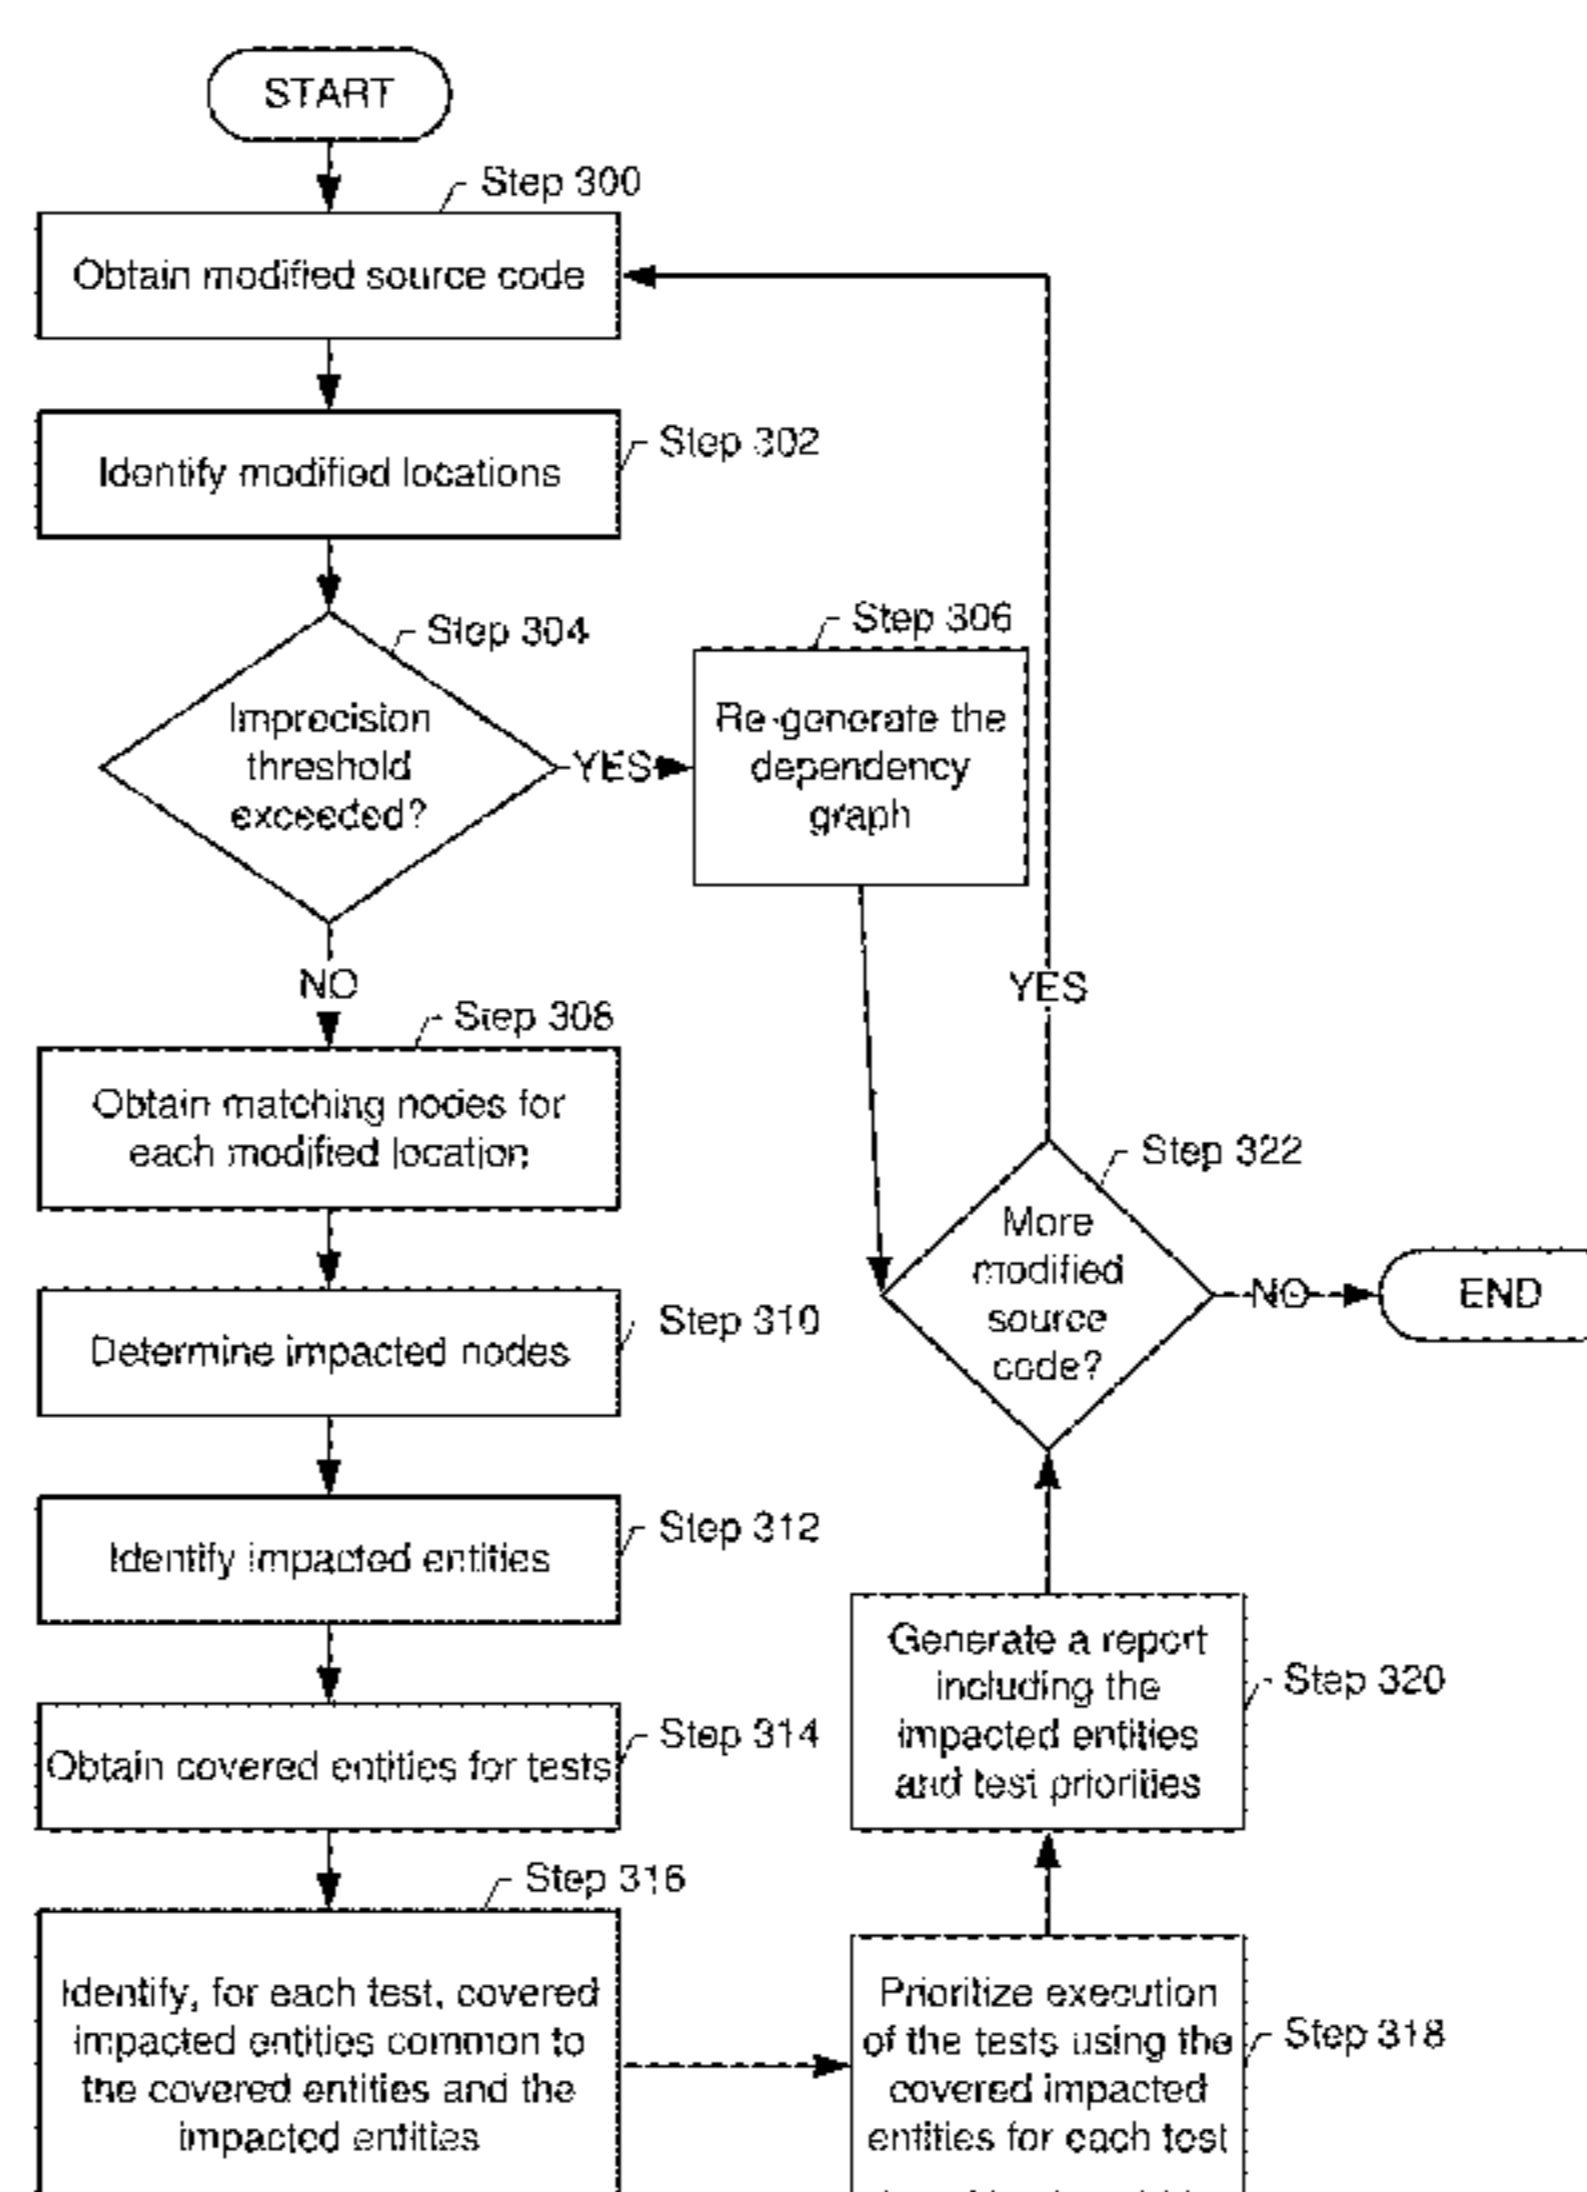 START
Step 300
Obtain modified source code
Step 302
Identify modified locations
Step 304
Imprecision
threshold
exceeded?
YES
Step 306
Re-generate the
dependency
graph
NO
YES
Step 308
Obtain matching nodes for
each modified location
Step 322
More
modified
source
code?
NO
END
Step 310
Determine impacted nodes
Step 312
Identify impacted entities
Step 314
Obtain covered entities for tests
Generate a report
including the
impacted entities
and test priorities
Step 320
Step 316
Identify, for each test, covered
impacted entities common to
the covered entities and the
impacted entities
Prioritize execution
of the tests using the
covered impacted
entities for each test
Step 318